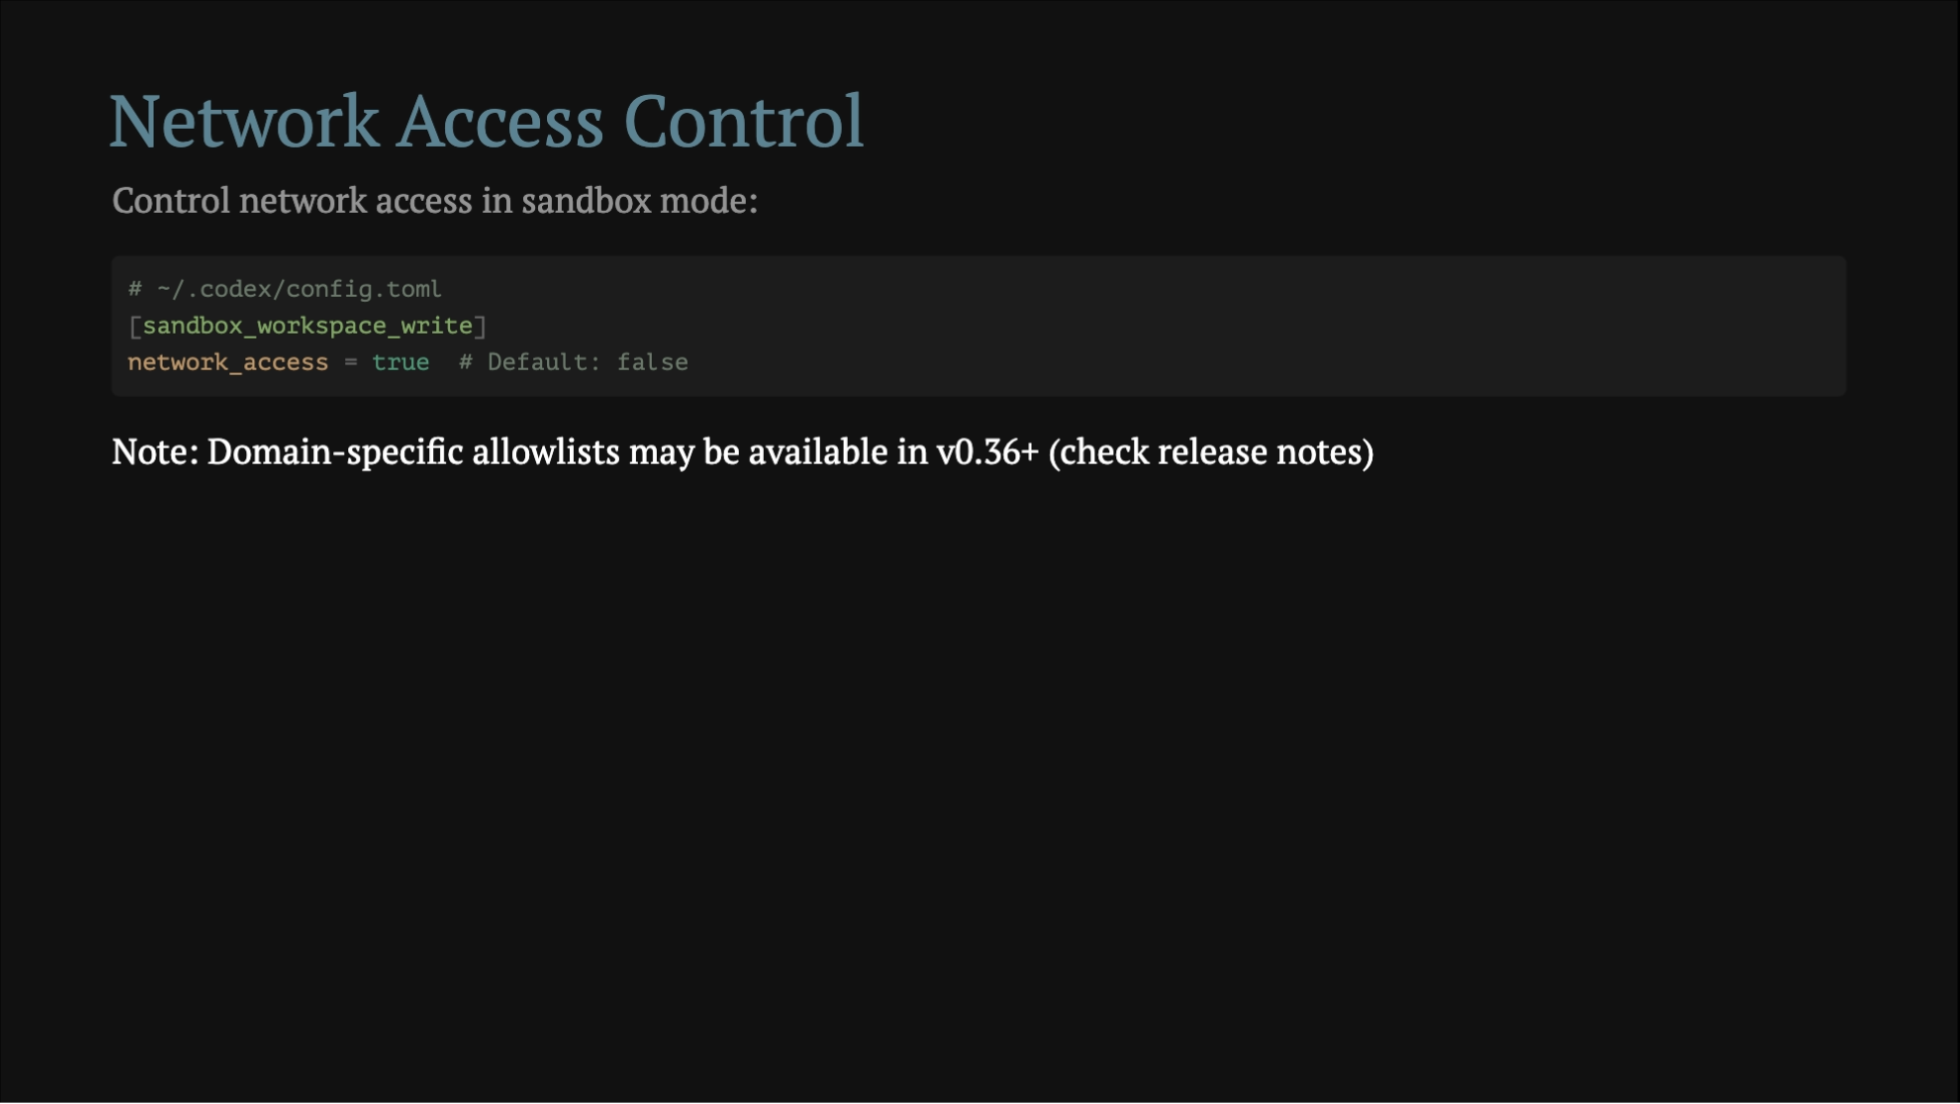 Network Access Control
Control network access in sandbox mode:
# ~/.codex/config.toml
[sandbox_workspace_write]
network_access = true  # Default: false
Note: Domain-specific allowlists may be available in v0.36+ (check release notes)